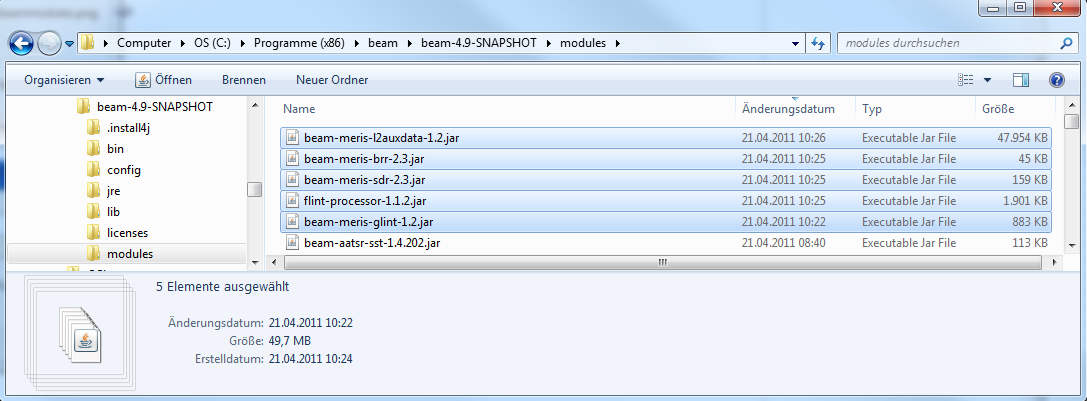 Computer OS (C:) Programme (x86) beam beam-4.9-SNAPSHOT modules modules durchsuchen
Organisieren Öffnen Brennen Neuer Ordner
beam-4.9-SNAPSHOT
.install4j
bin
config
jre
lib
licenses
modules
Name Änderungsdatum Typ Größe
beam-meris-l2auxdata-1.2.jar 21.04.2011 10:26 Executable Jar File 47.954 KB
beam-meris-brr-2.3.jar 21.04.2011 10:25 Executable Jar File 45 KB
beam-meris-sdr-2.3.jar 21.04.2011 10:25 Executable Jar File 159 KB
flint-processor-1.1.2.jar 21.04.2011 10:25 Executable Jar File 1.901 KB
beam-meris-glint-1.2.jar 21.04.2011 10:22 Executable Jar File 883 KB
beam-aatsr-sst-1.4.202.jar 21.04.2011 08:40 Executable Jar File 113 KB
5 Elemente ausgewählt
Änderungsdatum: 21.04.2011 10:22
Größe: 49,7 MB
Erstelldatum: 21.04.2011 10:24